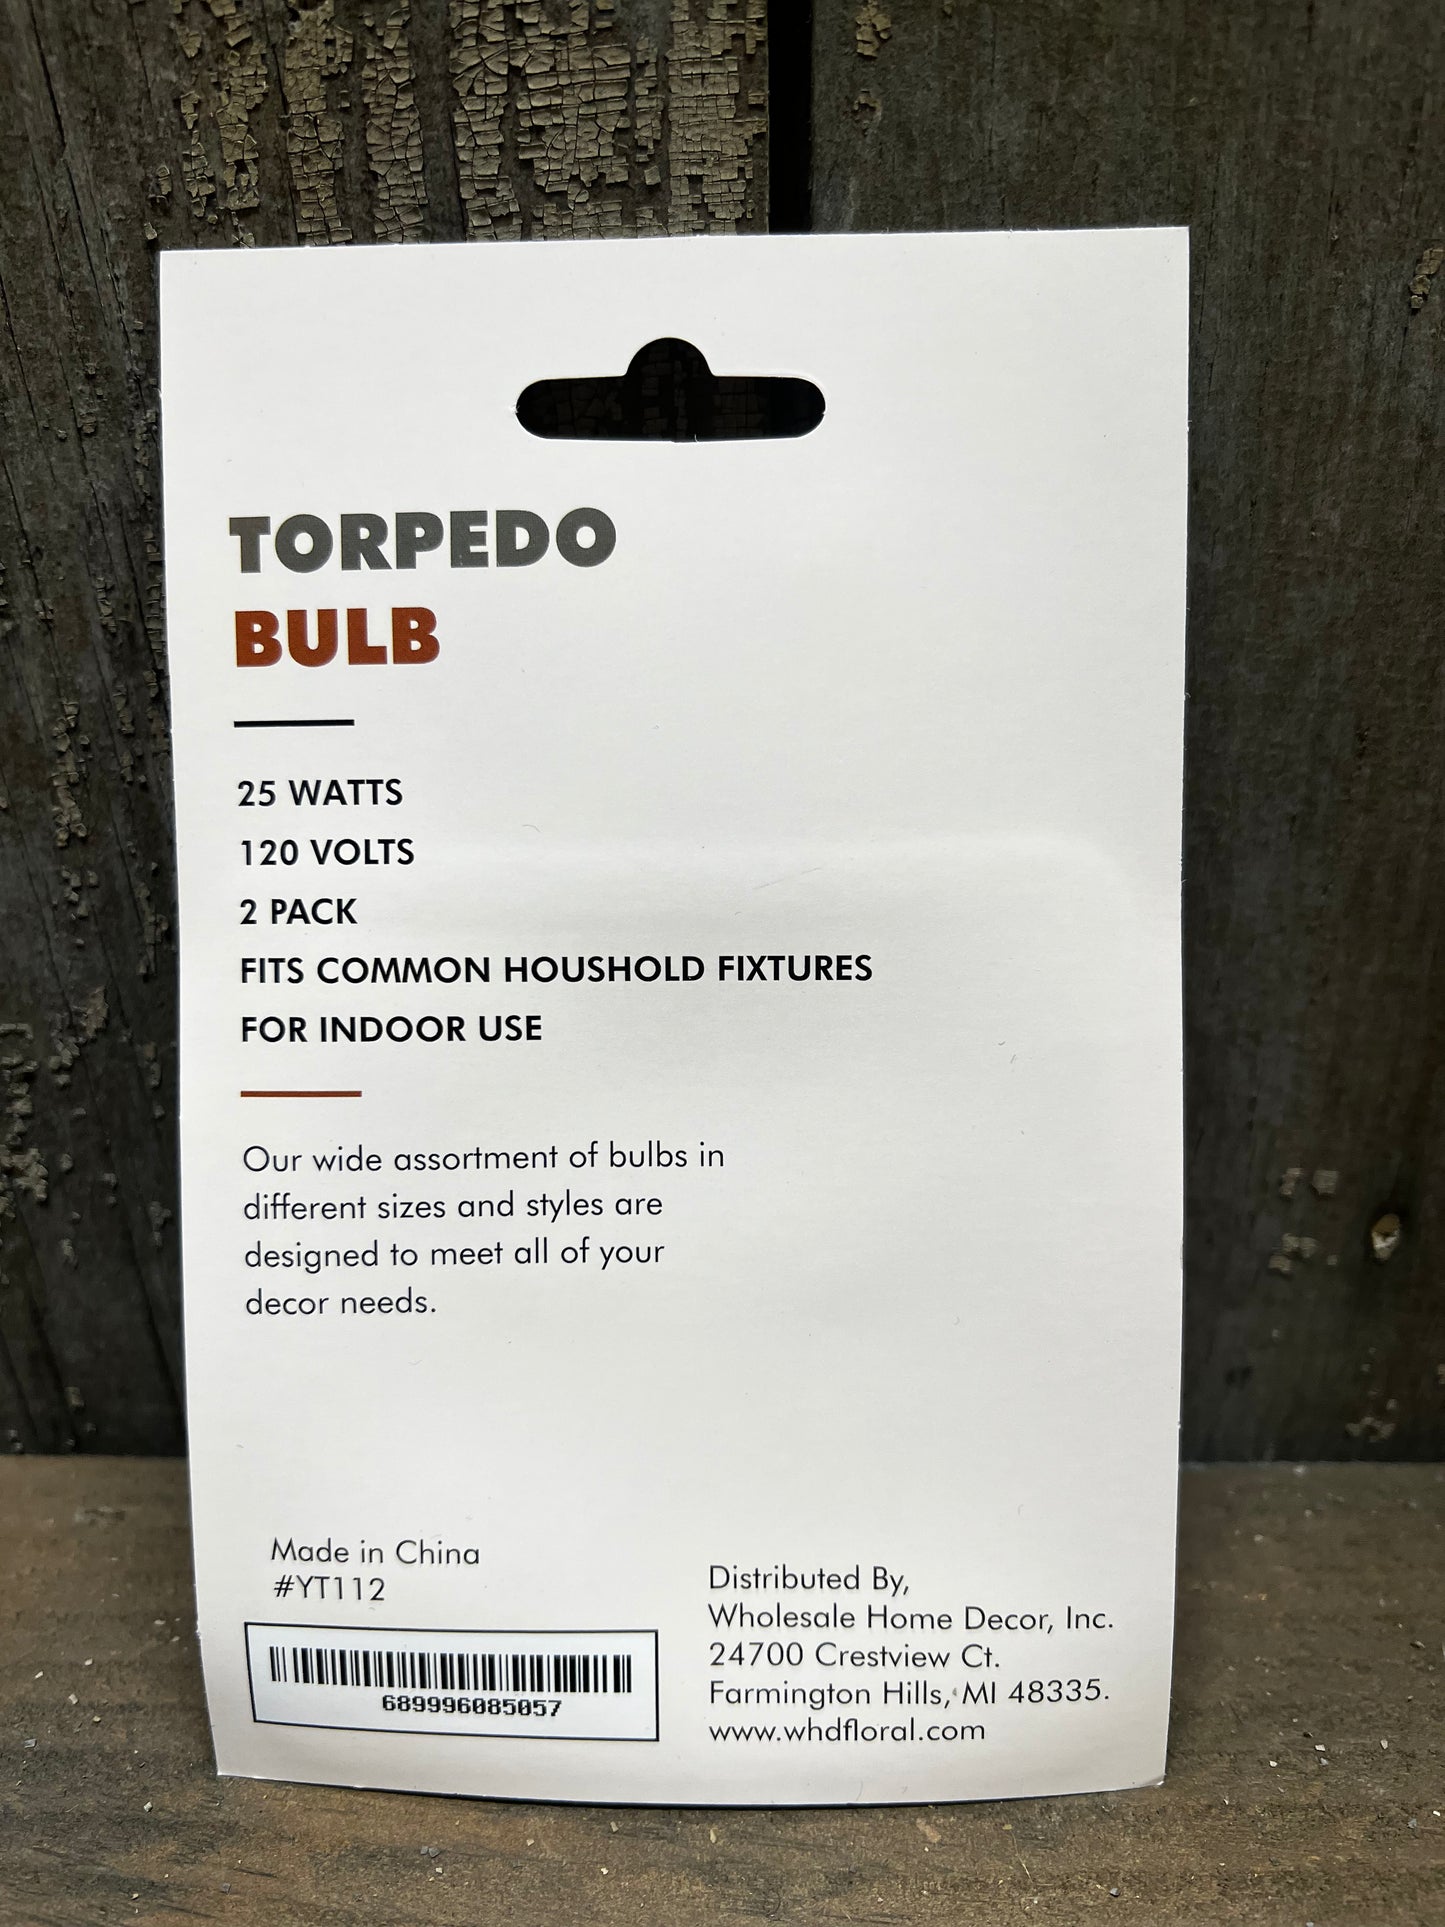 TORPEDO
BULB
25 WATTS
120 VOLTS
2 PACK
FITS COMMON HOUSHOLD FIXTURES
FOR INDOOR USE
Our wide assortment of bulbs in
different sizes and styles are
designed to meet all of your
decor needs.
Made in China
#YT112
689996085057
Distributed By,
Wholesale Home Decor, Inc.
24700 Crestview Ct.
Farmington Hills, MI 48335.
www.whdfloral.com